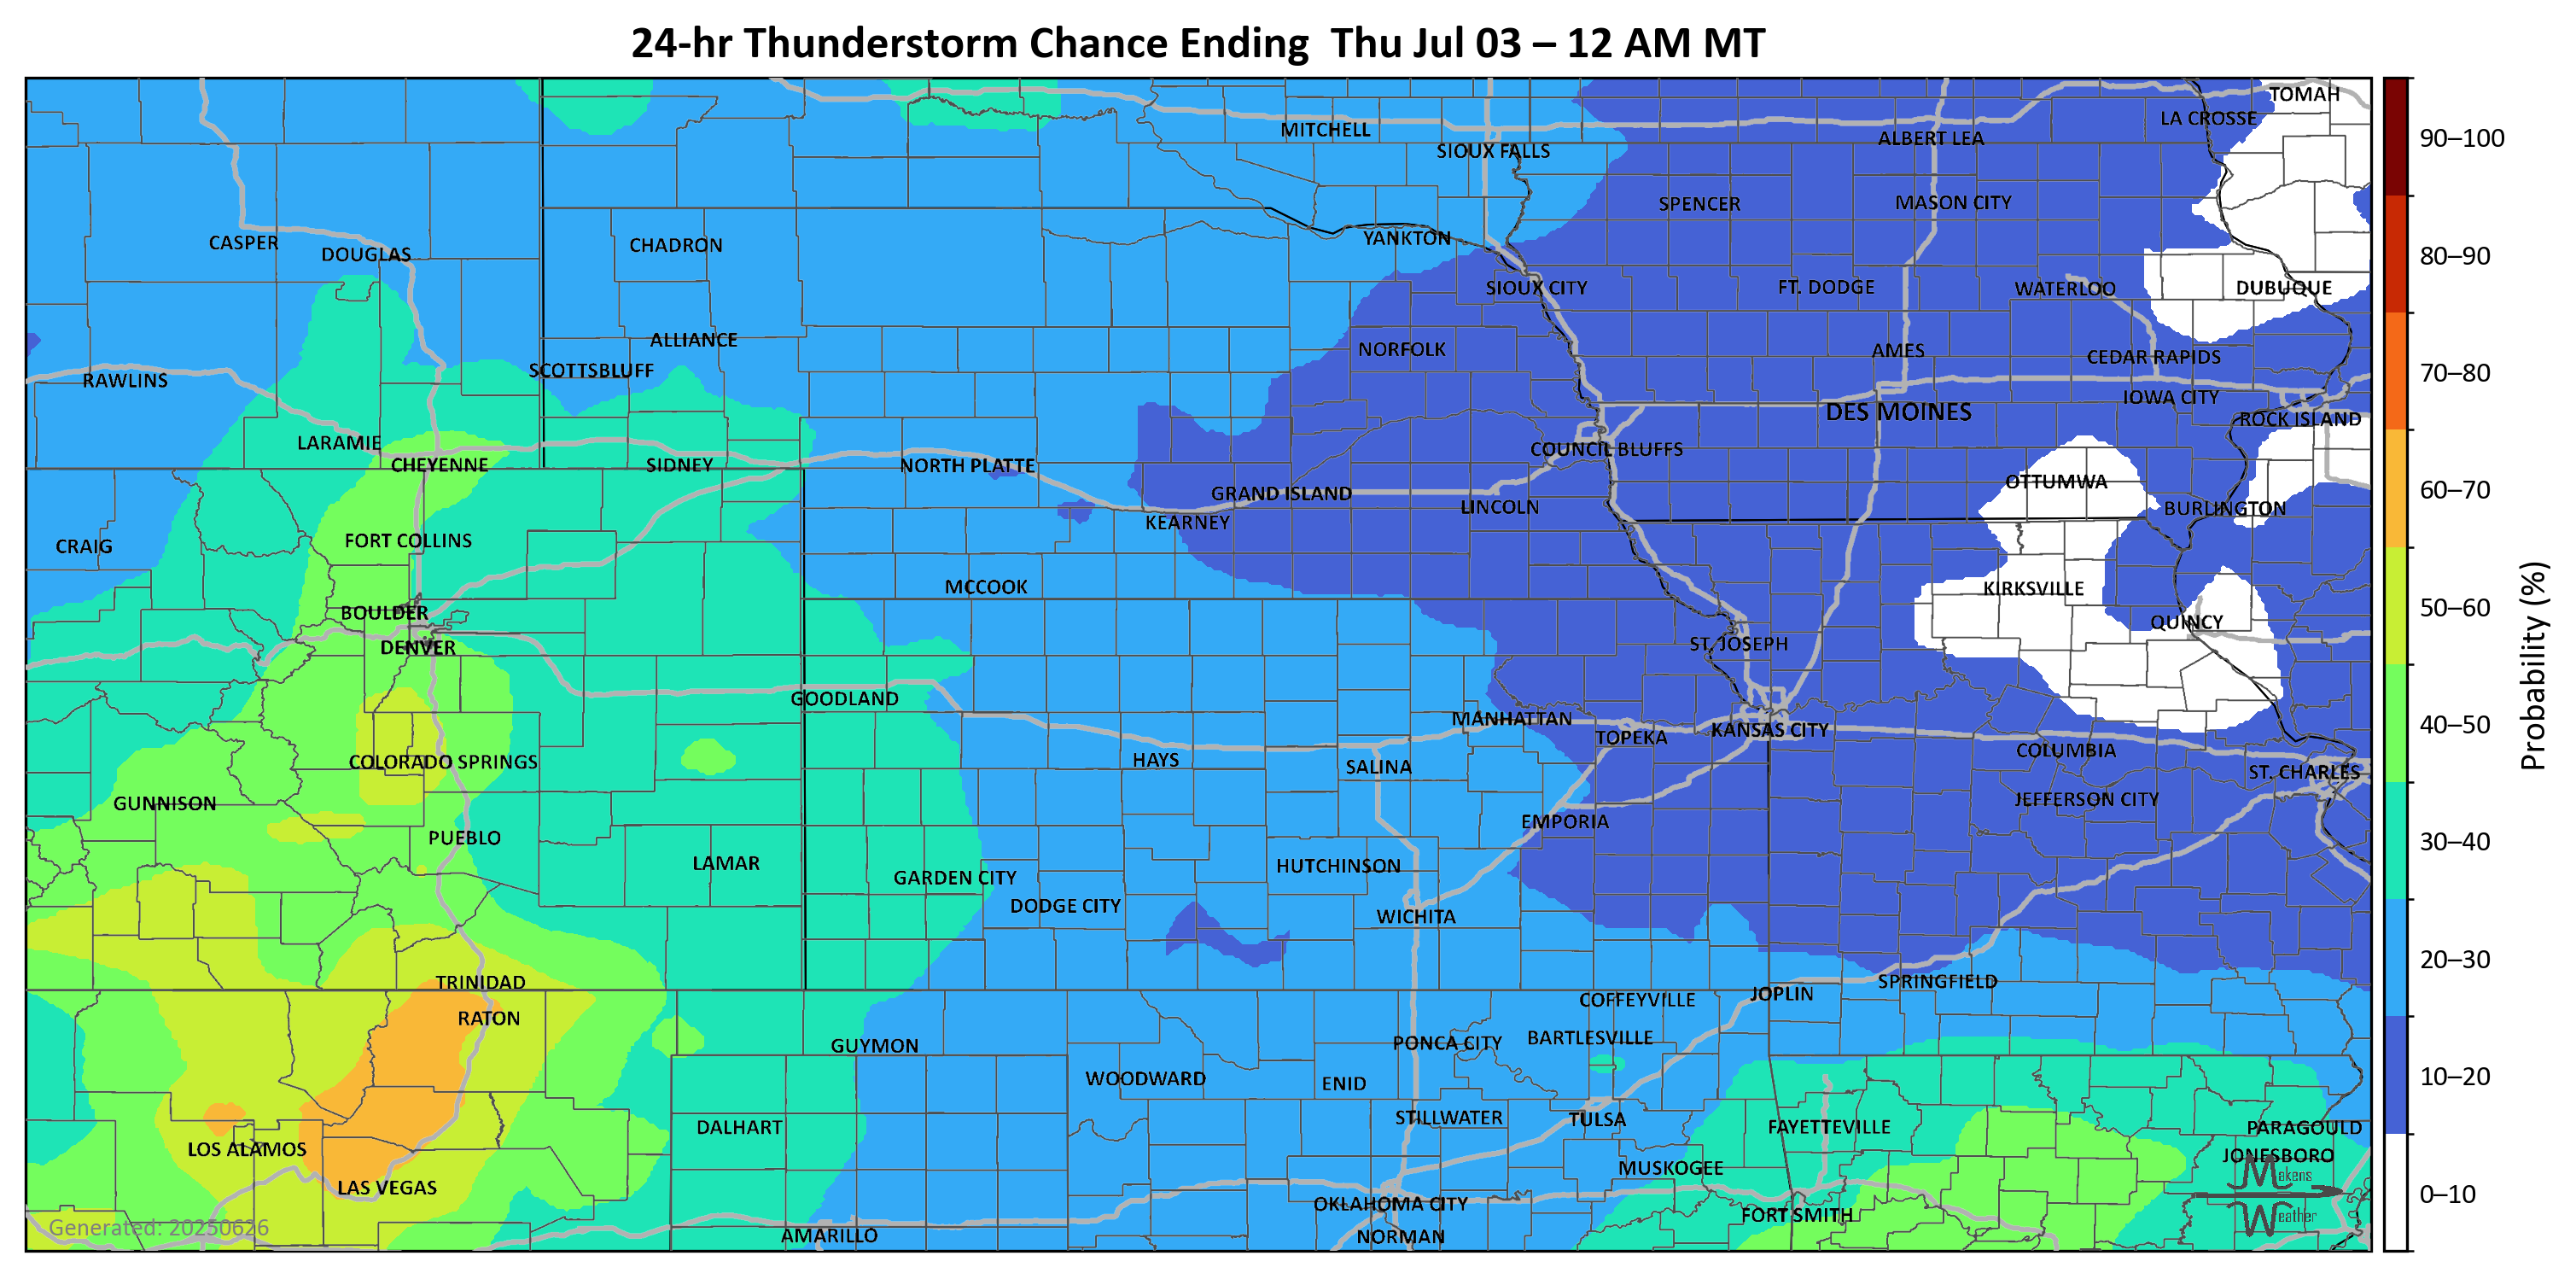 24-hr Thunderstorm Chance Ending  Thu Jul 03 – 12 AM MT
TOMAH
LA CROSSE
MITCHELL
ALBERT LEA
SIOUX FALLS
SPENCER
MASON CITY
YANKTON
CASPER
CHADRON
DOUGLAS
SIOUX CITY
FT. DODGE
WATERLOO
DUBUQUE
ALLIANCE
NORFOLK
AMES
CEDAR RAPIDS
SCOTTSBLUFF
RAWLINS
IOWA CITY
DES MOINES
ROCK ISLAND
LARAMIE
COUNCIL BLUFFS
CHEYENNE
SIDNEY
NORTH PLATTE
OTTUMWA
GRAND ISLAND
LINCOLN
BURLINGTON
KEARNEY
FORT COLLINS
CRAIG
MCCOOK
KIRKSVILLE
BOULDER
QUINCY
DENVER
ST. JOSEPH
GOODLAND
MANHATTAN
TOPEKA
KANSAS CITY
COLUMBIA
COLORADO SPRINGS
HAYS
SALINA
ST. CHARLES
GUNNISON
JEFFERSON CITY
EMPORIA
PUEBLO
LAMAR
HUTCHINSON
GARDEN CITY
DODGE CITY
WICHITA
TRINIDAD
SPRINGFIELD
JOPLIN
COFFEYVILLE
RATON
BARTLESVILLE
GUYMON
PONCA CITY
WOODWARD
ENID
STILLWATER
TULSA
DALHART
FAYETTEVILLE
PARAGOULD
LOS ALAMOS
JONESBORO
MUSKOGEE
LAS VEGAS
OKLAHOMA CITY
FORT SMITH
AMARILLO
NORMAN
Generated: 20250626
Makens
Weather
90–100
80–90
70–80
60–70
50–60
40–50
30–40
20–30
10–20
0–10
Probability (%)